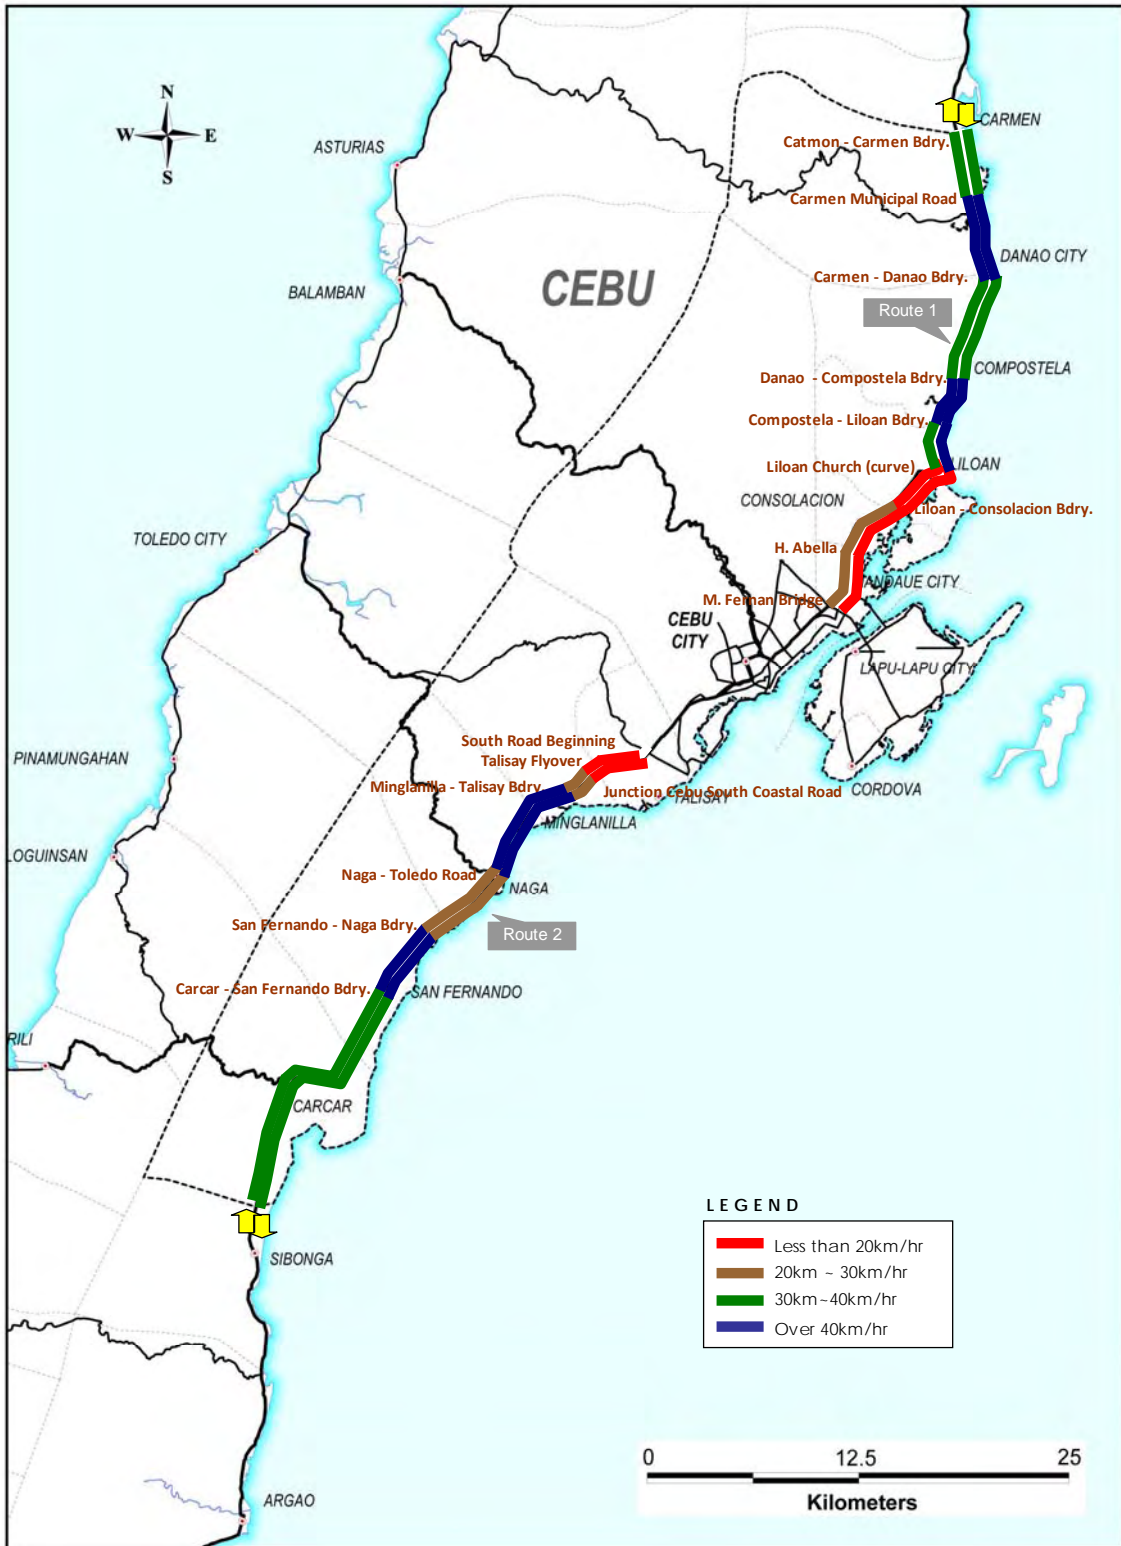 N
W E
S
ASTURIAS
CARMEN
Catmon - Carmen Bdry.
Carmen Municipal Road
DANAO CITY
Carmen - Danao Bdry.
BALAMBAN
CEBU
Route 1
COMPOSTELA
Danao - Compostela Bdry.
Compostela - Liloan Bdry.
Liloan Church (curve)
LILOAN
CONSOLACION
Liloan - Consolacion Bdry.
TOLEDO CITY
H. Abella
ANDAUE CITY
M. Fernan Bridge
CEBU
CITY
LAPU-LAPU CITY
South Road Beginning
Talisay Flyover
PINAMUNGAHAN
Minglanilla - Talisay Bdry.
Junction Cebu South Coastal Road
CORDOVA
TALISAY
MINGLANILLA
LOGUINSAN
Naga - Toledo Road
NAGA
San Fernando - Naga Bdry.
Route 2
Carcar - San Fernando Bdry.
SAN FERNANDO
RILI
CARCAR
LEGEND
SIBONGA
Less than 20km/hr
20km ~ 30km/hr
30km~40km/hr
Over 40km/hr
0 12.5 25
Kilometers
ARGAO